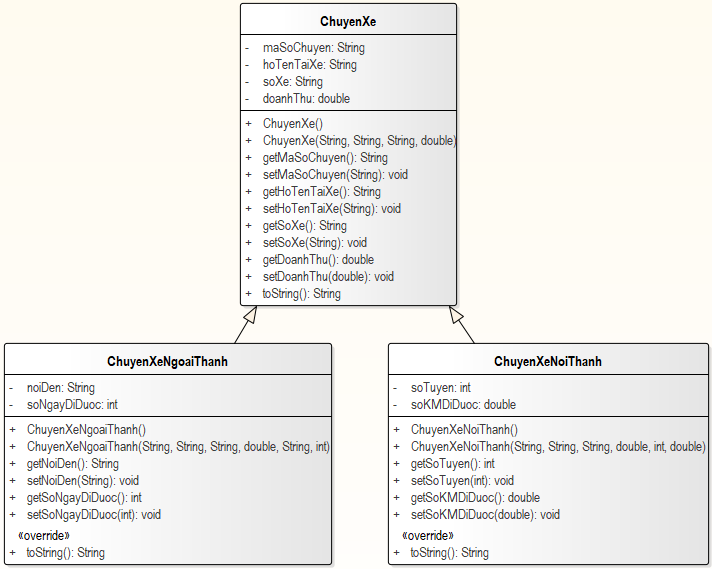 ChuyenXe
- maSoChuyen: String
- hoTenTaiXe: String
- soXe: String
- doanhThu: double
+ ChuyenXe()
+ ChuyenXe(String, String, String, double)
+ getMaSoChuyen(): String
+ setMaSoChuyen(String): void
+ getHoTenTaiXe(): String
+ setHoTenTaiXe(String): void
+ getSoXe(): String
+ setSoXe(String): void
+ getDoanhThu(): double
+ setDoanhThu(double): void
+ toString(): String
ChuyenXeNgoaiThanh
- noiDen: String
- soNgayDiDuoc: int
+ ChuyenXeNgoaiThanh()
+ ChuyenXeNgoaiThanh(String, String, String, double, String, int)
+ getNoiDen(): String
+ setNoiDen(String): void
+ getSoNgayDiDuoc(): int
+ setSoNgayDiDuoc(int): void
«override»
+ toString(): String
ChuyenXeNoiThanh
- soTuyen: int
- soKMDiDuoc: double
+ ChuyenXeNoiThanh()
+ ChuyenXeNoiThanh(String, String, String, double, int, double)
+ getSoTuyen(): int
+ setSoTuyen(int): void
+ getSoKMDiDuoc(): double
+ setSoKMDiDuoc(double): void
«override»
+ toString(): String